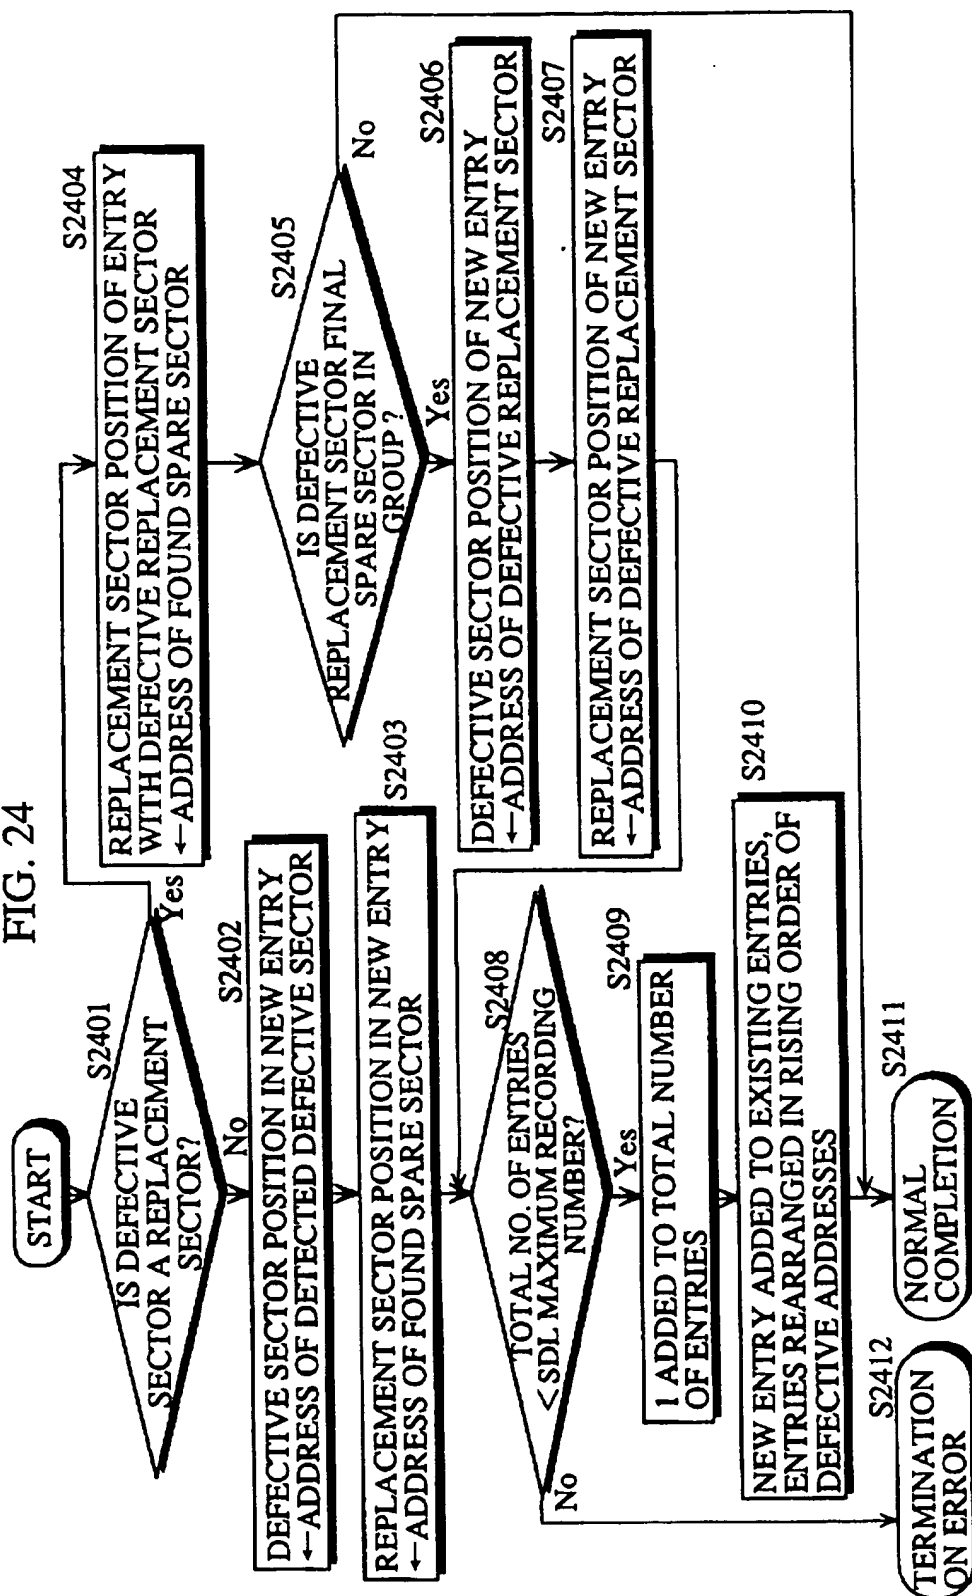 FIG. 24
START
S2401
IS DEFECTIVE
SECTOR A REPLACEMENT
SECTOR?
Yes
No
S2402
DEFECTIVE SECTOR POSITION IN NEW ENTRY
←ADDRESS OF DETECTED DEFECTIVE SECTOR
S2403
REPLACEMENT SECTOR POSITION IN NEW ENTRY
←ADDRESS OF FOUND SPARE SECTOR
S2404
REPLACEMENT SECTOR POSITION OF ENTRY
WITH DEFECTIVE REPLACEMENT SECTOR
←ADDRESS OF FOUND SPARE SECTOR
S2405
IS DEFECTIVE
REPLACEMENT SECTOR FINAL
SPARE SECTOR IN
GROUP?
No
Yes
S2406
DEFECTIVE SECTOR POSITION OF NEW ENTRY
←ADDRESS OF DEFECTIVE REPLACEMENT SECTOR
S2407
REPLACEMENT SECTOR POSITION OF NEW ENTRY
←ADDRESS OF DEFECTIVE REPLACEMENT SECTOR
S2408
TOTAL NO. OF ENTRIES
<SDL MAXIMUM RECORDING
NUMBER?
No
Yes
S2409
1 ADDED TO TOTAL NUMBER
OF ENTRIES
S2410
NEW ENTRY ADDED TO EXISTING ENTRIES,
ENTRIES REARRANGED IN RISING ORDER OF
DEFECTIVE ADDRESSES
S2411
NORMAL
COMPLETION
S2412
TERMINATION
ON ERROR